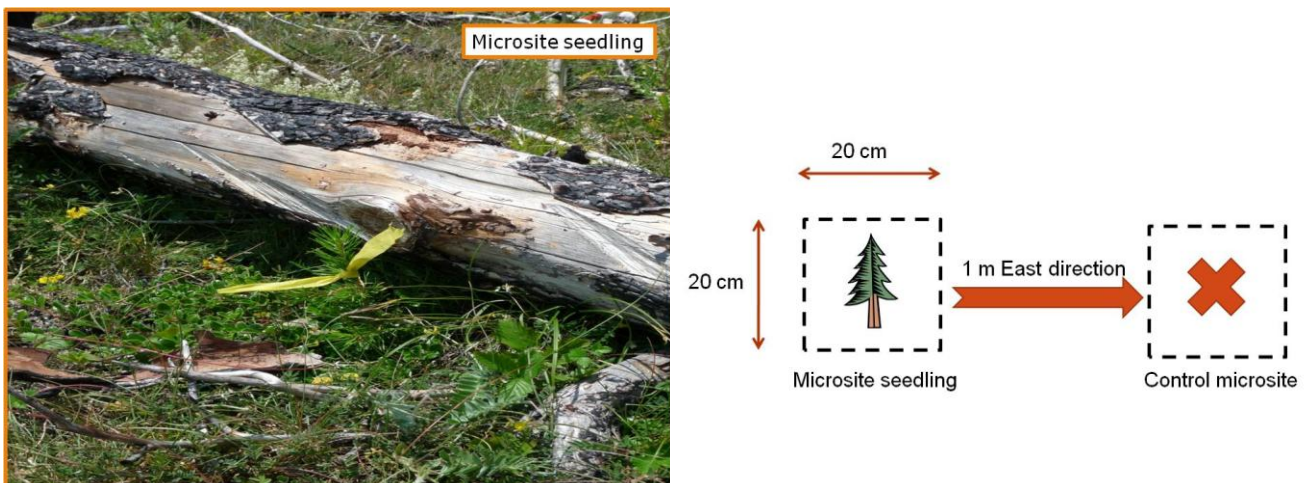 Microsite seedling
20 cm
20 cm
1 m East direction
Microsite seedling
Control microsite